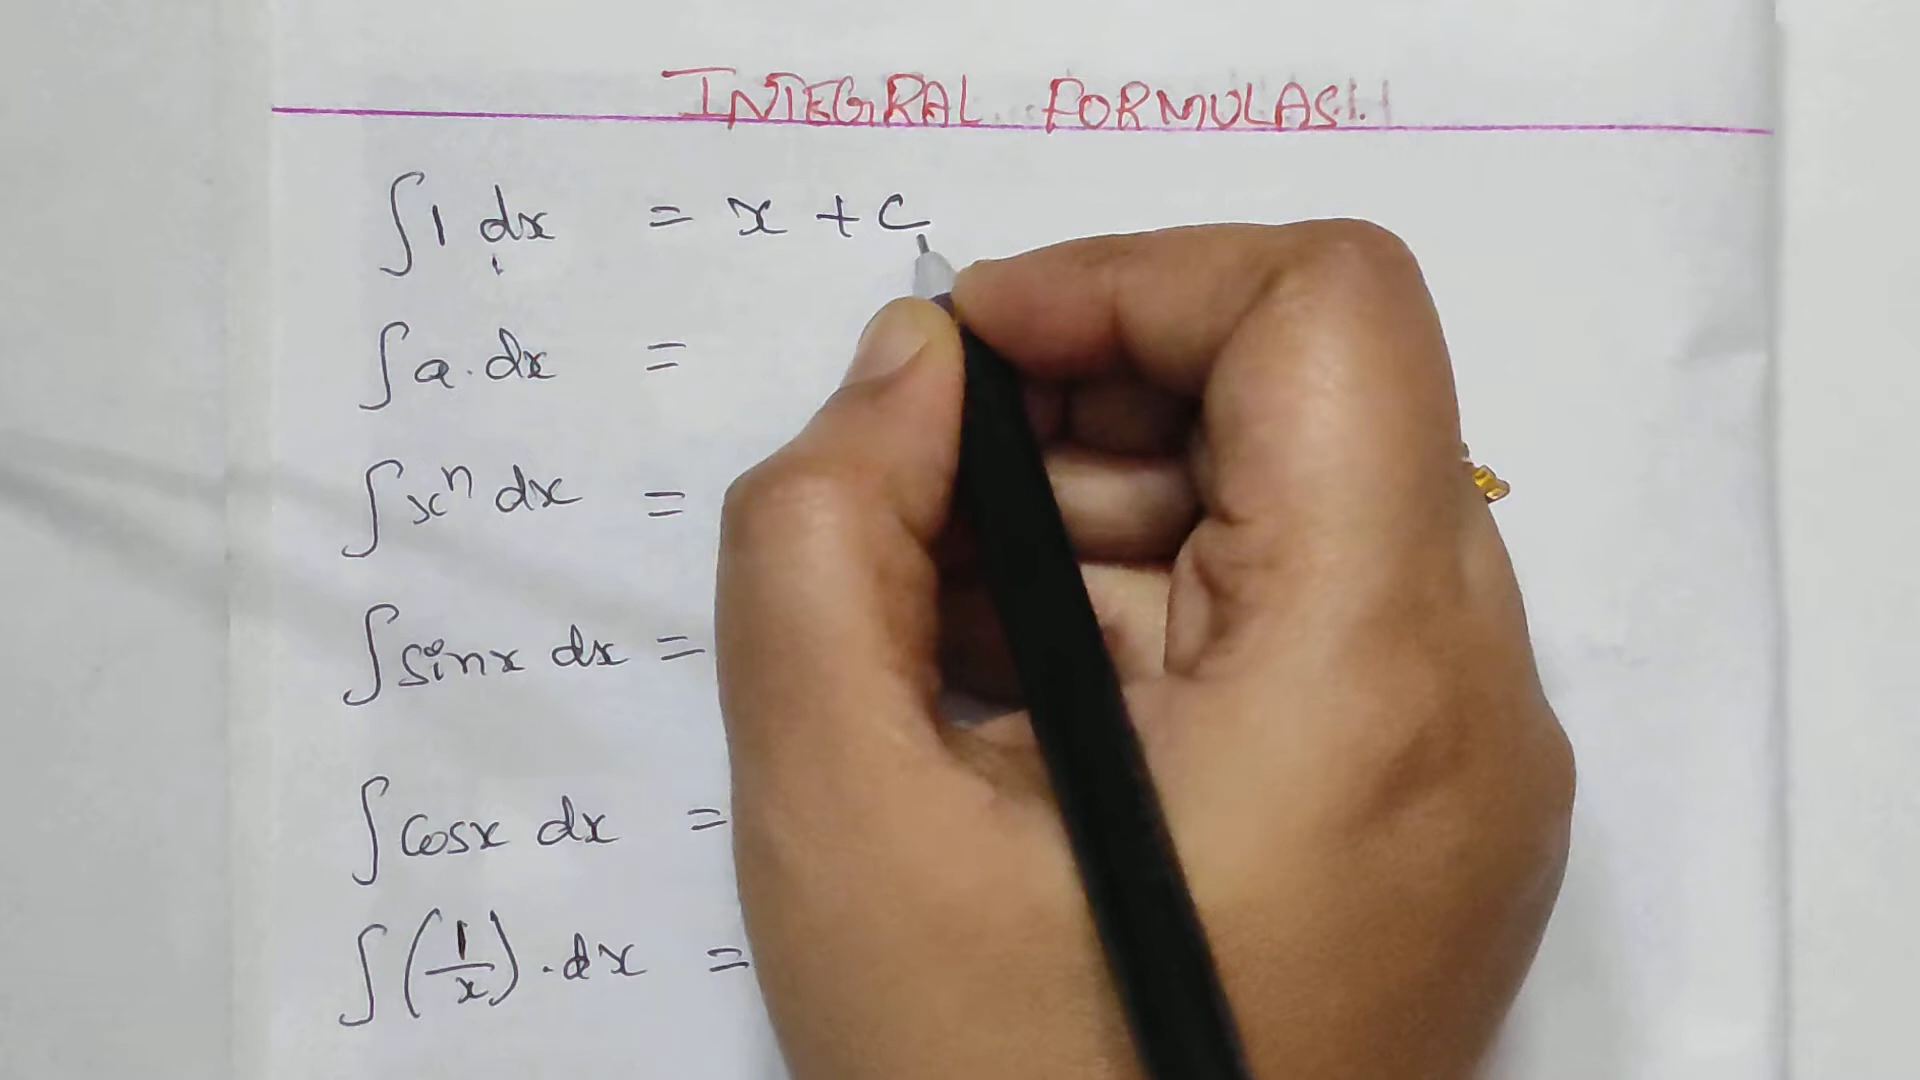 INTEGRAL FORMULAS!
∫1 dx = x + c
∫a.dx =
∫xⁿ dx =
∫sinx dx =
∫cosx dx =
∫(1/x).dx =